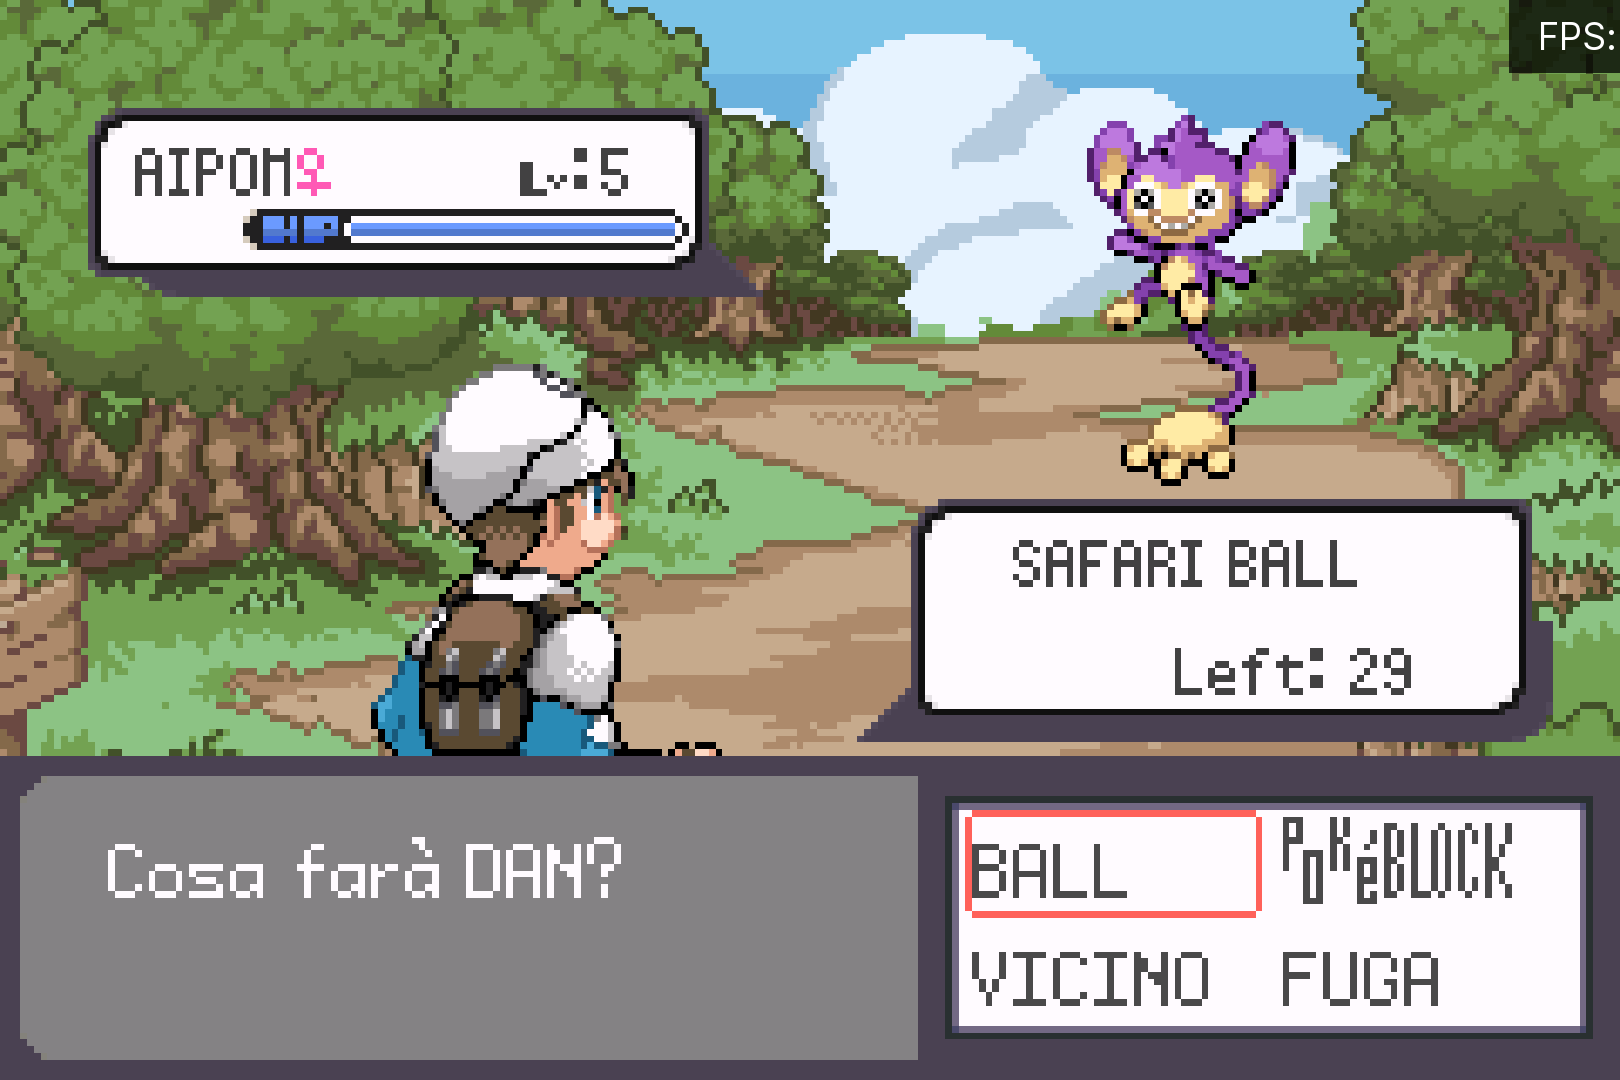 FPS:
AIPOM♀ Lv:5
HP
SAFARI BALL
Left: 29
Cosa farà DAN?
BALL POKéBLOCK
VICINO FUGA